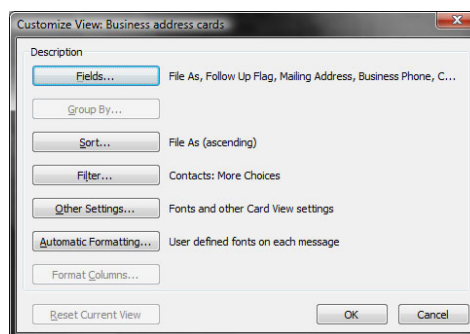 Customize View: Business address cards
Description
Fields... File As, Follow Up Flag, Mailing Address, Business Phone, C...
Group By...
Sort... File As (ascending)
Filter... Contacts: More Choices
Other Settings... Fonts and other Card View settings
Automatic Formatting... User defined fonts on each message
Format Columns...
Reset Current View OK Cancel